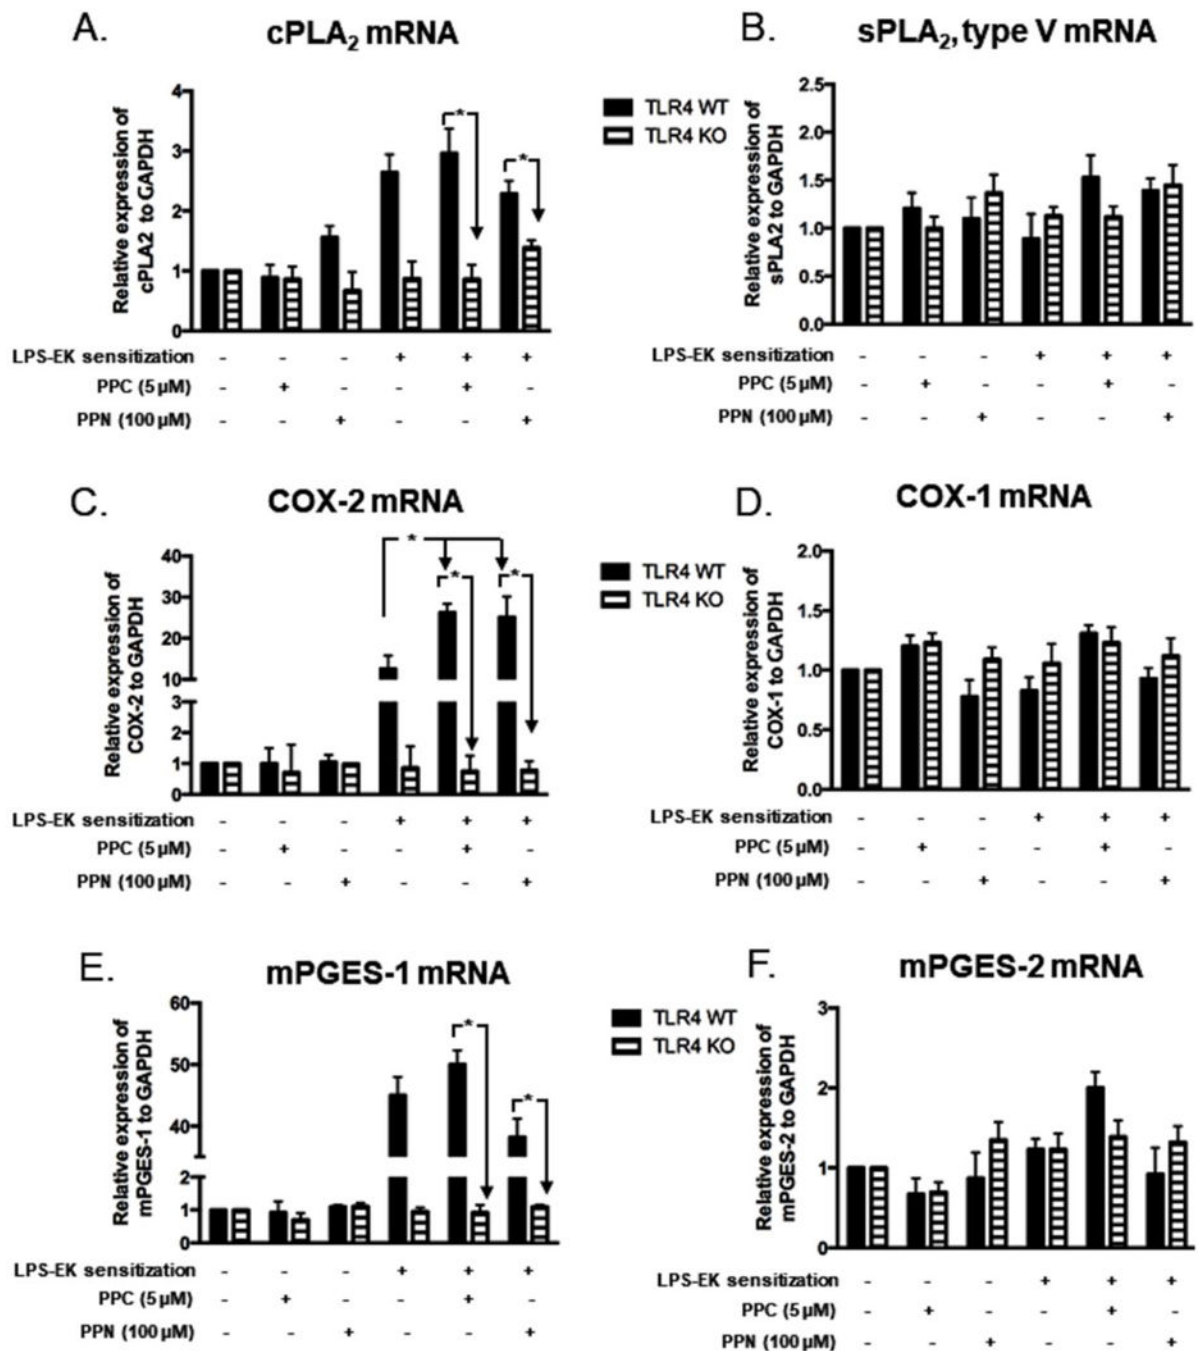 A.
cPLA₂ mRNA
Relative expression of
cPLA2 to GAPDH
4
3
2
1
0
*
*
LPS-EK sensitization - - - + + +
PPC (5 µM) - + - - + -
PPN (100 µM) - - + - - +
TLR4 WT
TLR4 KO
B.
sPLA₂, type V mRNA
Relative expression of
sPLA2 to GAPDH
2.5
2.0
1.5
1.0
0.5
0.0
LPS-EK sensitization - - - + + +
PPC (5 µM) - + - - + -
PPN (100 µM) - - + - - +
C.
COX-2 mRNA
Relative expression of
COX-2 to GAPDH
40
30
20
10
3
2
1
0
*
*
*
LPS-EK sensitization - - - + + +
PPC (5 µM) - + - - + -
PPN (100 µM) - - + - - +
TLR4 WT
TLR4 KO
D.
COX-1 mRNA
Relative expression of
COX-1 to GAPDH
2.0
1.5
1.0
0.5
0.0
LPS-EK sensitization - - - + + +
PPC (5 µM) - + - - + -
PPN (100 µM) - - + - - +
E.
mPGES-1 mRNA
Relative expression of
mPGES-1 to GAPDH
60
50
40
2
1
0
*
*
LPS-EK sensitization - - - + + +
PPC (5 µM) - + - - + -
PPN (100 µM) - - + - - +
TLR4 WT
TLR4 KO
F.
mPGES-2 mRNA
Relative expression of
mPGES-2 to GAPDH
3
2
1
0
LPS-EK sensitization - - - + + +
PPC (5 µM) - + - - + -
PPN (100 µM) - - + - - +